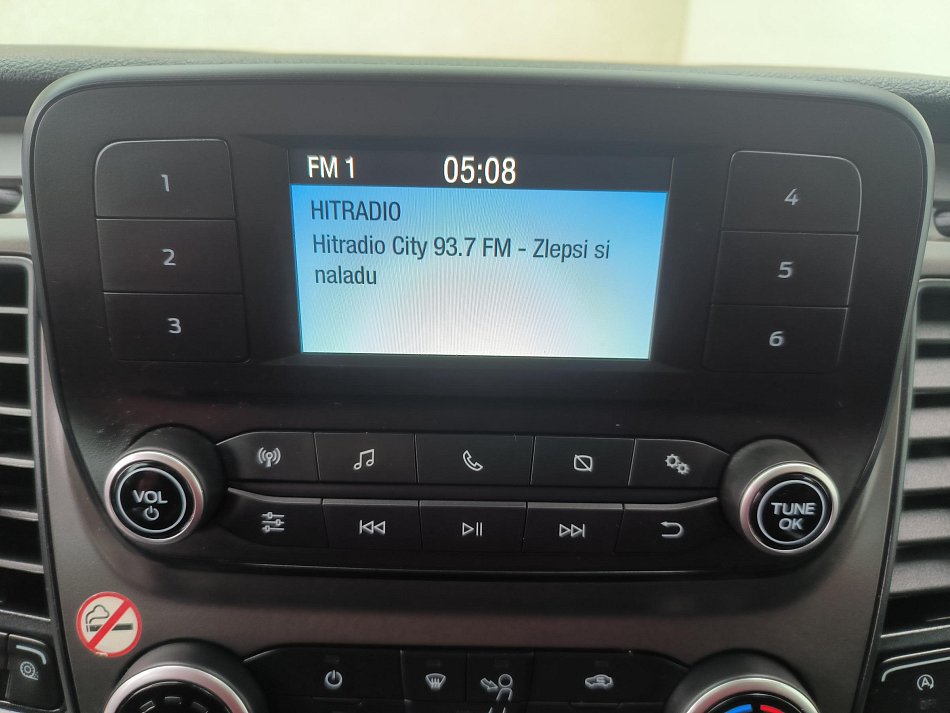 FM 1 05:08
HITRADIO
Hitradio City 93.7 FM - Zlepsi si
naladu
1
2
3
4
5
6
VOL
TUNE
OK
A